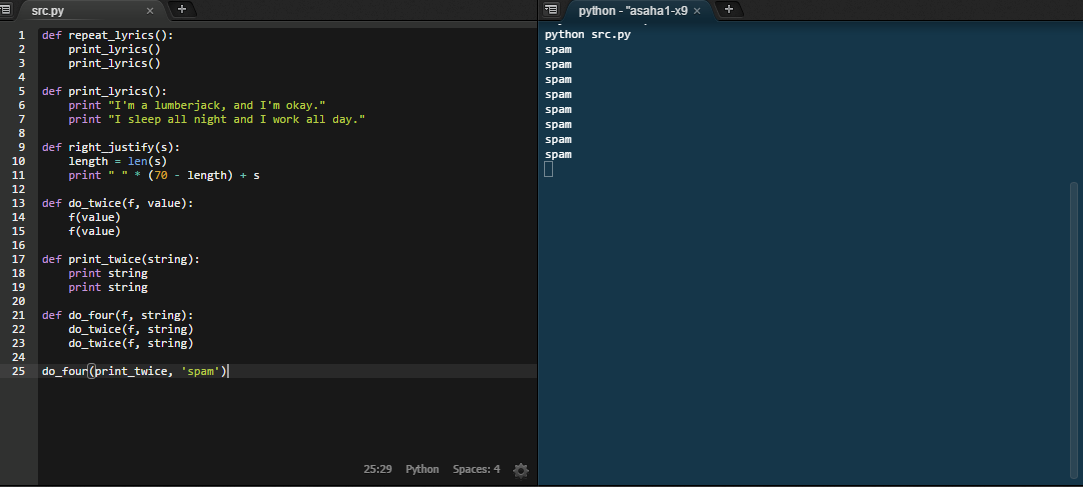 src.py × +
1 def repeat_lyrics():
2     print_lyrics()
3     print_lyrics()
4
5 def print_lyrics():
6     print "I'm a lumberjack, and I'm okay."
7     print "I sleep all night and I work all day."
8
9 def right_justify(s):
10     length = len(s)
11     print " " * (70 - length) + s
12
13 def do_twice(f, value):
14     f(value)
15     f(value)
16
17 def print_twice(string):
18     print string
19     print string
20
21 def do_four(f, string):
22     do_twice(f, string)
23     do_twice(f, string)
24
25 do_four(print_twice, 'spam')
25:29 Python Spaces: 4
python - "asaha1-x9 × +
python src.py
spam
spam
spam
spam
spam
spam
spam
spam